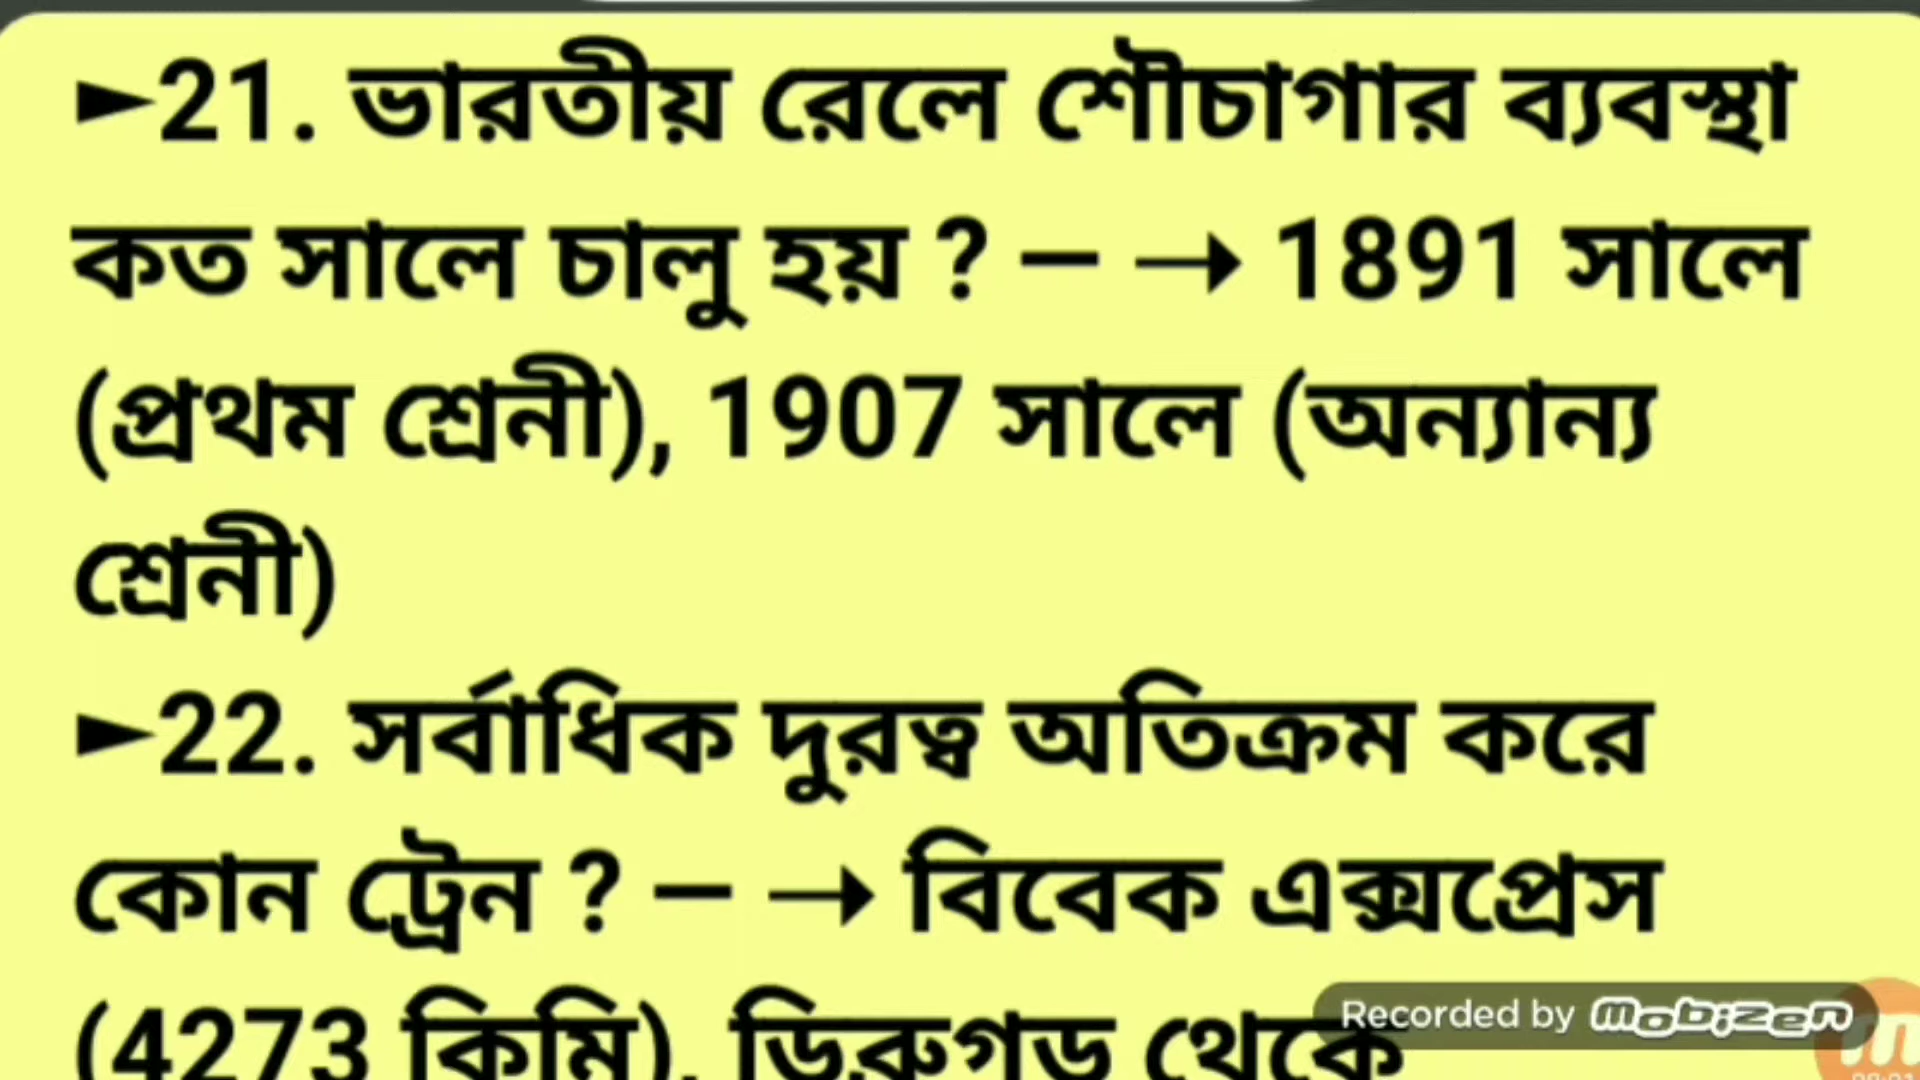 ►21. ভারতীয় রেলে শৌচাগার ব্যবস্থা
কত সালে চালু হয় ? — → 1891 সালে
(প্রথম শ্রেনী), 1907 সালে (অন্যান্য
শ্রেনী)
►22. সর্বাধিক দুরত্ব অতিক্রম করে
কোন ট্রেন ? — → বিবেক এক্সপ্রেস
(4273 কিমি), ডিব্রুগড় থেকে
Recorded by mobizen